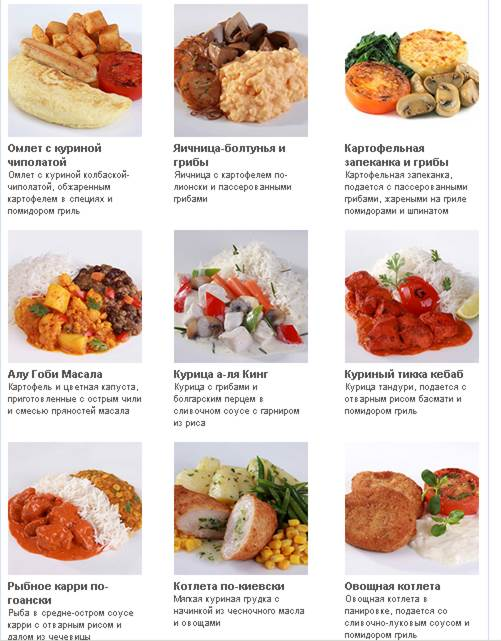 Омлет с куриной
чиполатой
Омлет с куриной колбаской-
чиполатой, обжаренным
картофелем в специях и
помидором гриль
Яичница-болтунья и
грибы
Яичница с картофелем по-
лионски и пассерованными
грибами
Картофельная
запеканка и грибы
Картофельная запеканка,
подается с пассерованными
грибами, жареными на гриле
помидорами и шпинатом
Алу Гоби Масала
Картофель и цветная капуста,
приготовленные с острым чили
и смесью пряностей масала
Курица а-ля Кинг
Курица с грибами и
болгарским перцем в
сливочном соусе с гарниром
из риса
Куриный тикка кебаб
Курица тандури, подается с
отварным рисом басмати и
помидором гриль
Рыбное карри по-
гоански
Рыба в средне-остром соусе
карри с отварным рисом и
далом из чечевицы
Котлета по-киевски
Мягкая куриная грудка с
начинкой из чесночного масла
и овощами
Овощная котлета
Овощная котлета в
панировке, подается со
сливочно-луковым соусом и
помидором гриль